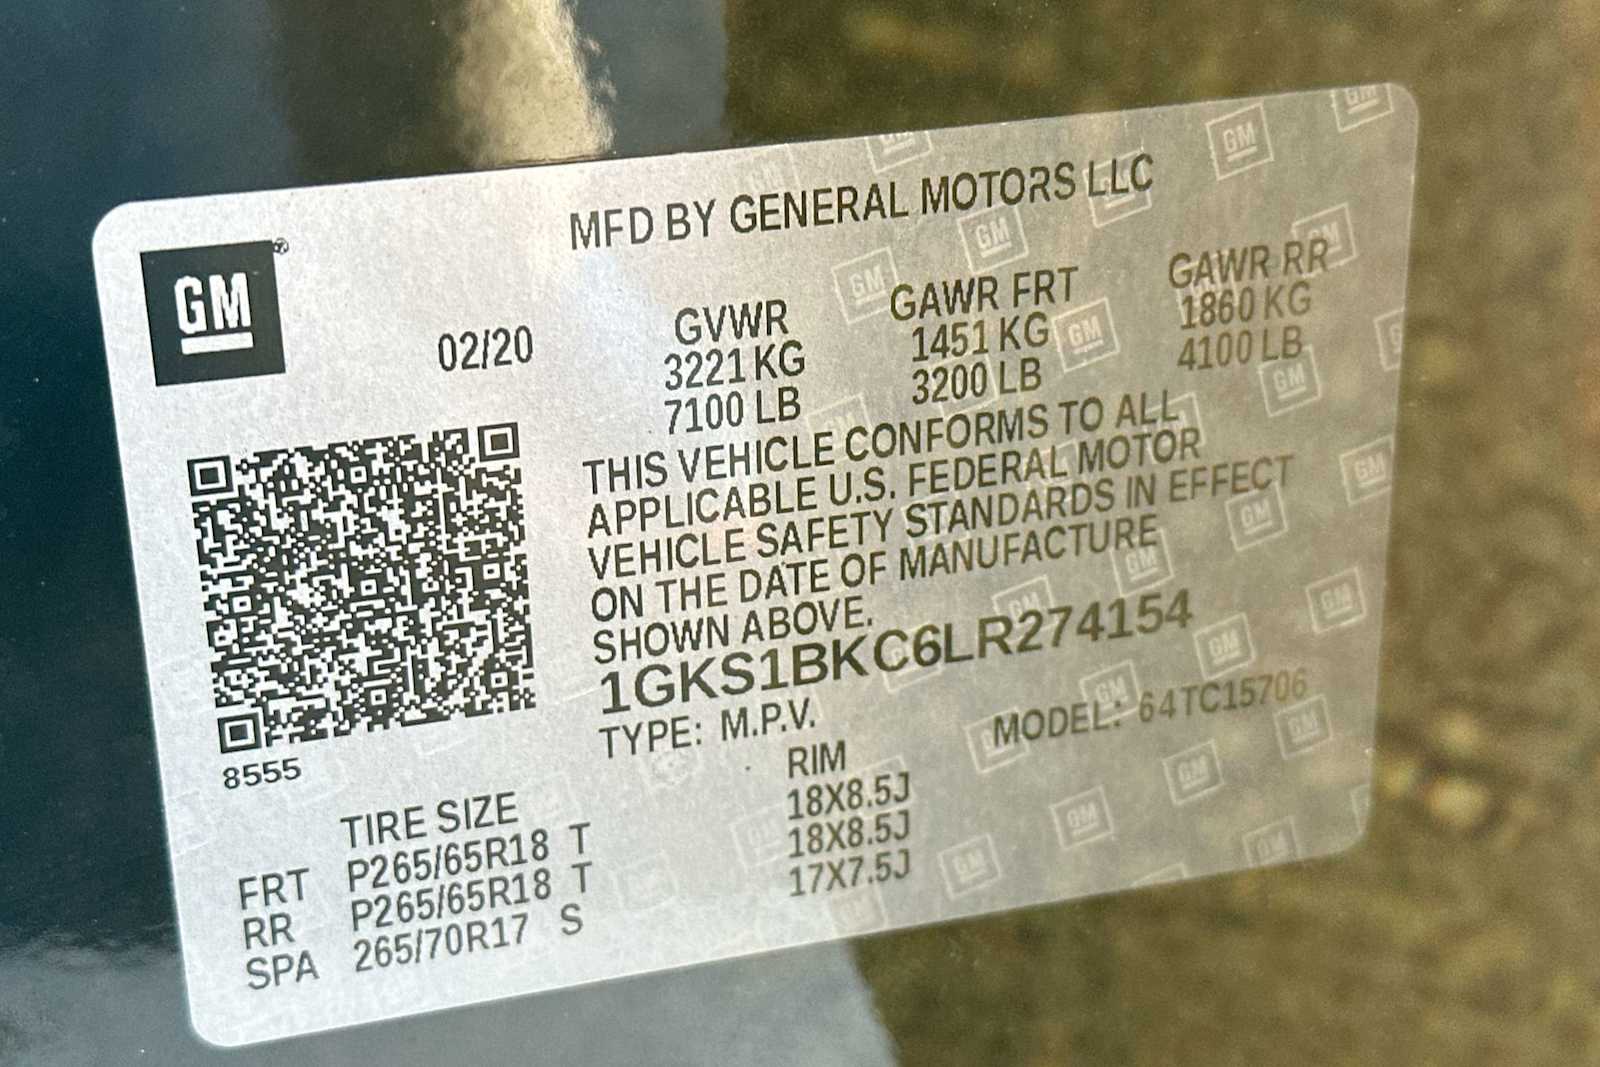 MFD BY GENERAL MOTORS LLC
GM ®
02/20
GVWR GAWR FRT GAWR RR
3221 KG 1451 KG 1860 KG
7100 LB 3200 LB 4100 LB
THIS VEHICLE CONFORMS TO ALL
APPLICABLE U.S. FEDERAL MOTOR
VEHICLE SAFETY STANDARDS IN EFFECT
ON THE DATE OF MANUFACTURE
SHOWN ABOVE.
1GKS1BKC6LR274154
TYPE: M.P.V. MODEL: 64TC15706
8555
TIRE SIZE RIM
FRT P265/65R18 T 18X8.5J
RR P265/65R18 T 18X8.5J
SPA 265/70R17 S 17X7.5J